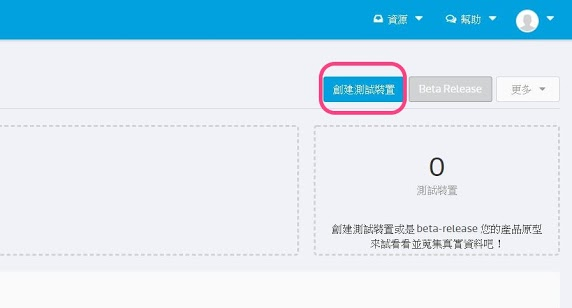 資源 幫助
創建測試裝置 Beta Release 更多
0
測試裝置
創建測試裝置或是 beta-release 您的產品原型
來試看看並蒐集真實資料吧！